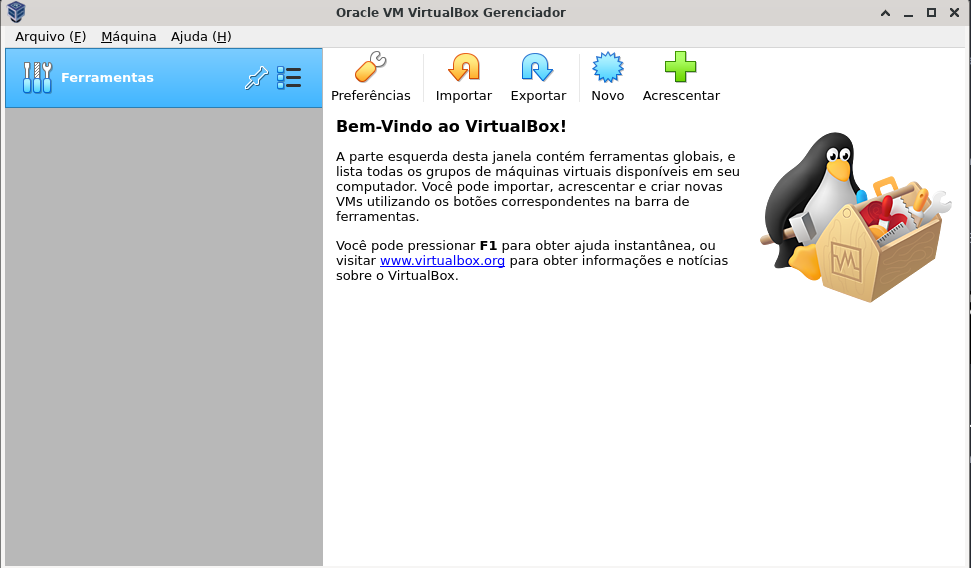 Oracle VM VirtualBox Gerenciador
Arquivo (F) Máquina Ajuda (H)
Ferramentas
Preferências Importar Exportar Novo Acrescentar
Bem-Vindo ao VirtualBox!
A parte esquerda desta janela contém ferramentas globais, e
lista todas os grupos de máquinas virtuais disponíveis em seu
computador. Você pode importar, acrescentar e criar novas
VMs utilizando os botões correspondentes na barra de
ferramentas.
Você pode pressionar F1 para obter ajuda instantânea, ou
visitar www.virtualbox.org para obter informações e notícias
sobre o VirtualBox.